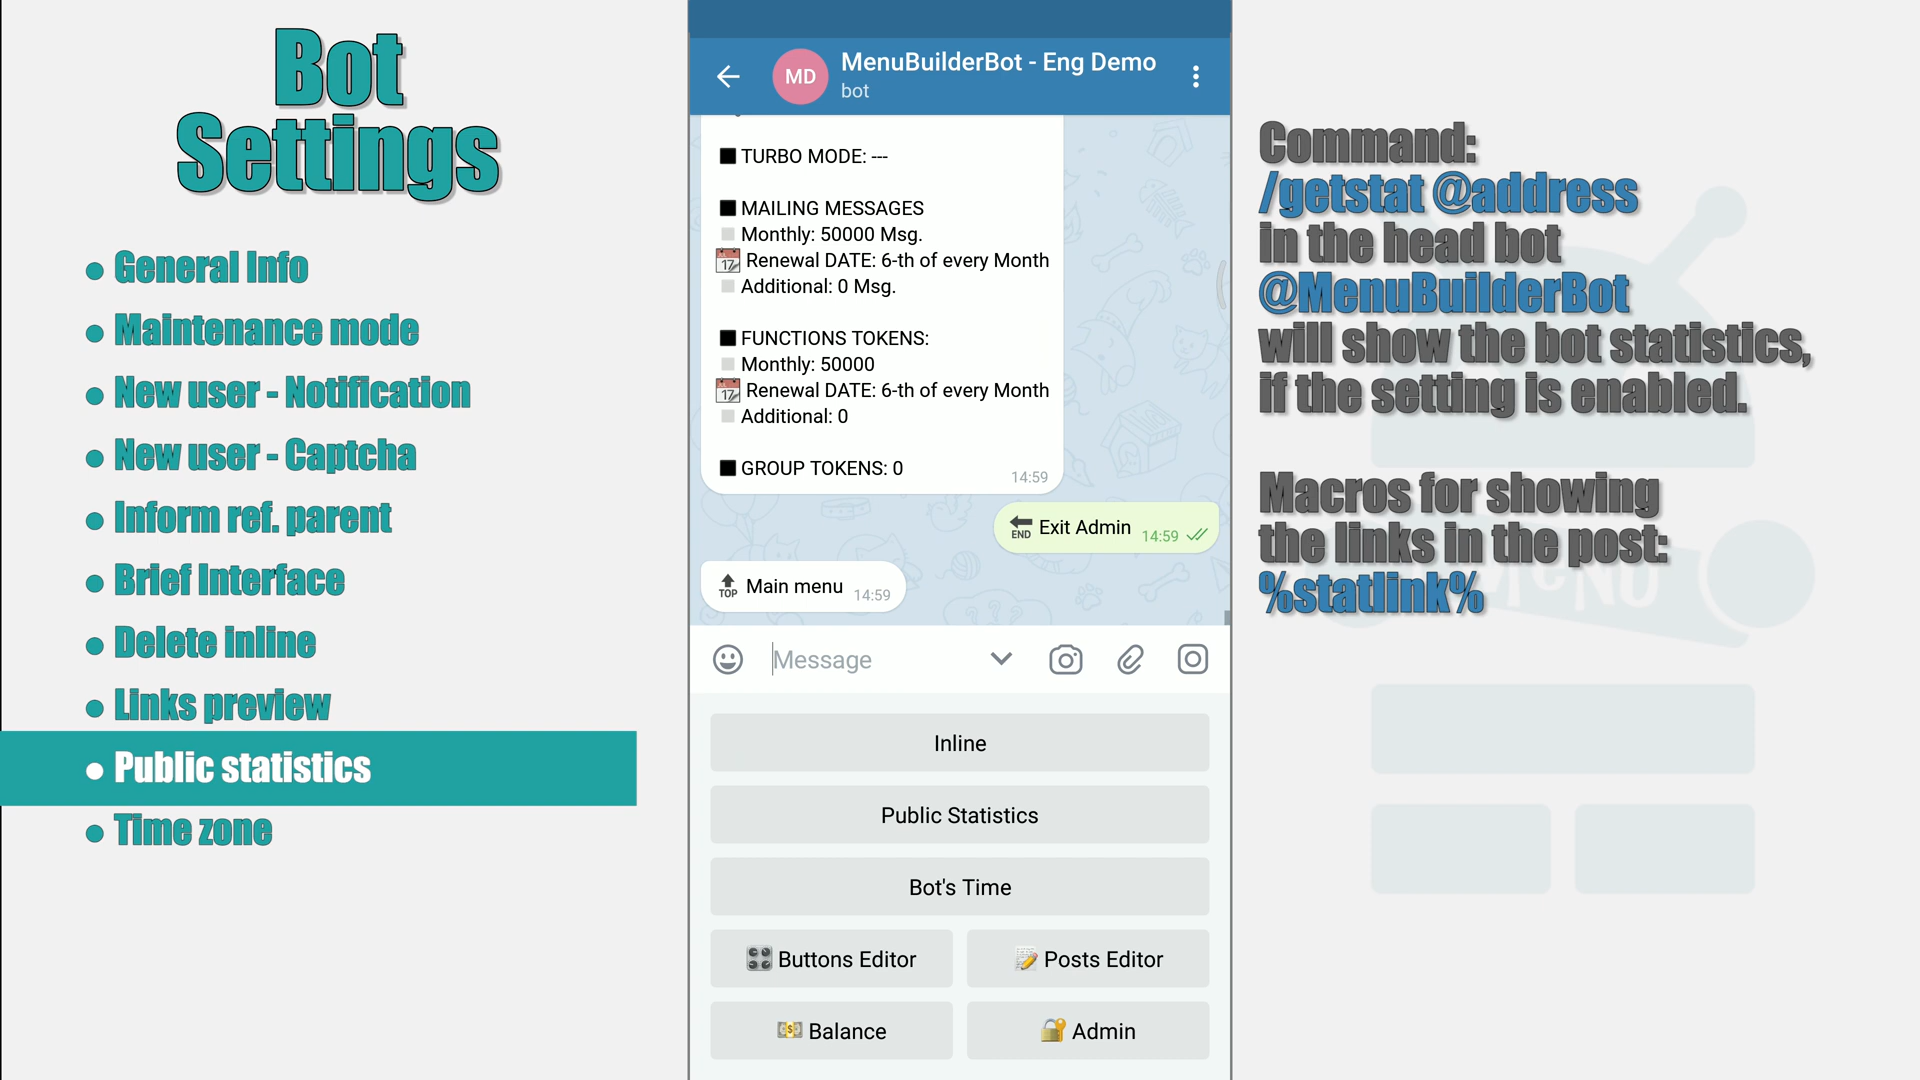 Bot
Settings
• General Info
• Maintenance mode
• New user - Notification
• New user - Captcha
• Inform ref. parent
• Brief Interface
• Delete inline
• Links preview
• Public statistics
• Time zone
MD
MenuBuilderBot - Eng Demo
bot
TURBO MODE: ---
MAILING MESSAGES
Monthly: 50000 Msg.
17 Renewal DATE: 6-th of every Month
Additional: 0 Msg.
FUNCTIONS TOKENS:
Monthly: 50000
17 Renewal DATE: 6-th of every Month
Additional: 0
GROUP TOKENS: 0
14:59
END Exit Admin 14:59
TOP Main menu 14:59
Message
Inline
Public Statistics
Bot's Time
Buttons Editor
Posts Editor
Balance
Admin
Command:
/getstat @address
in the head bot
@MenuBuilderBot
will show the bot statistics,
if the setting is enabled.
Macros for showing
the links in the post:
%statlink%